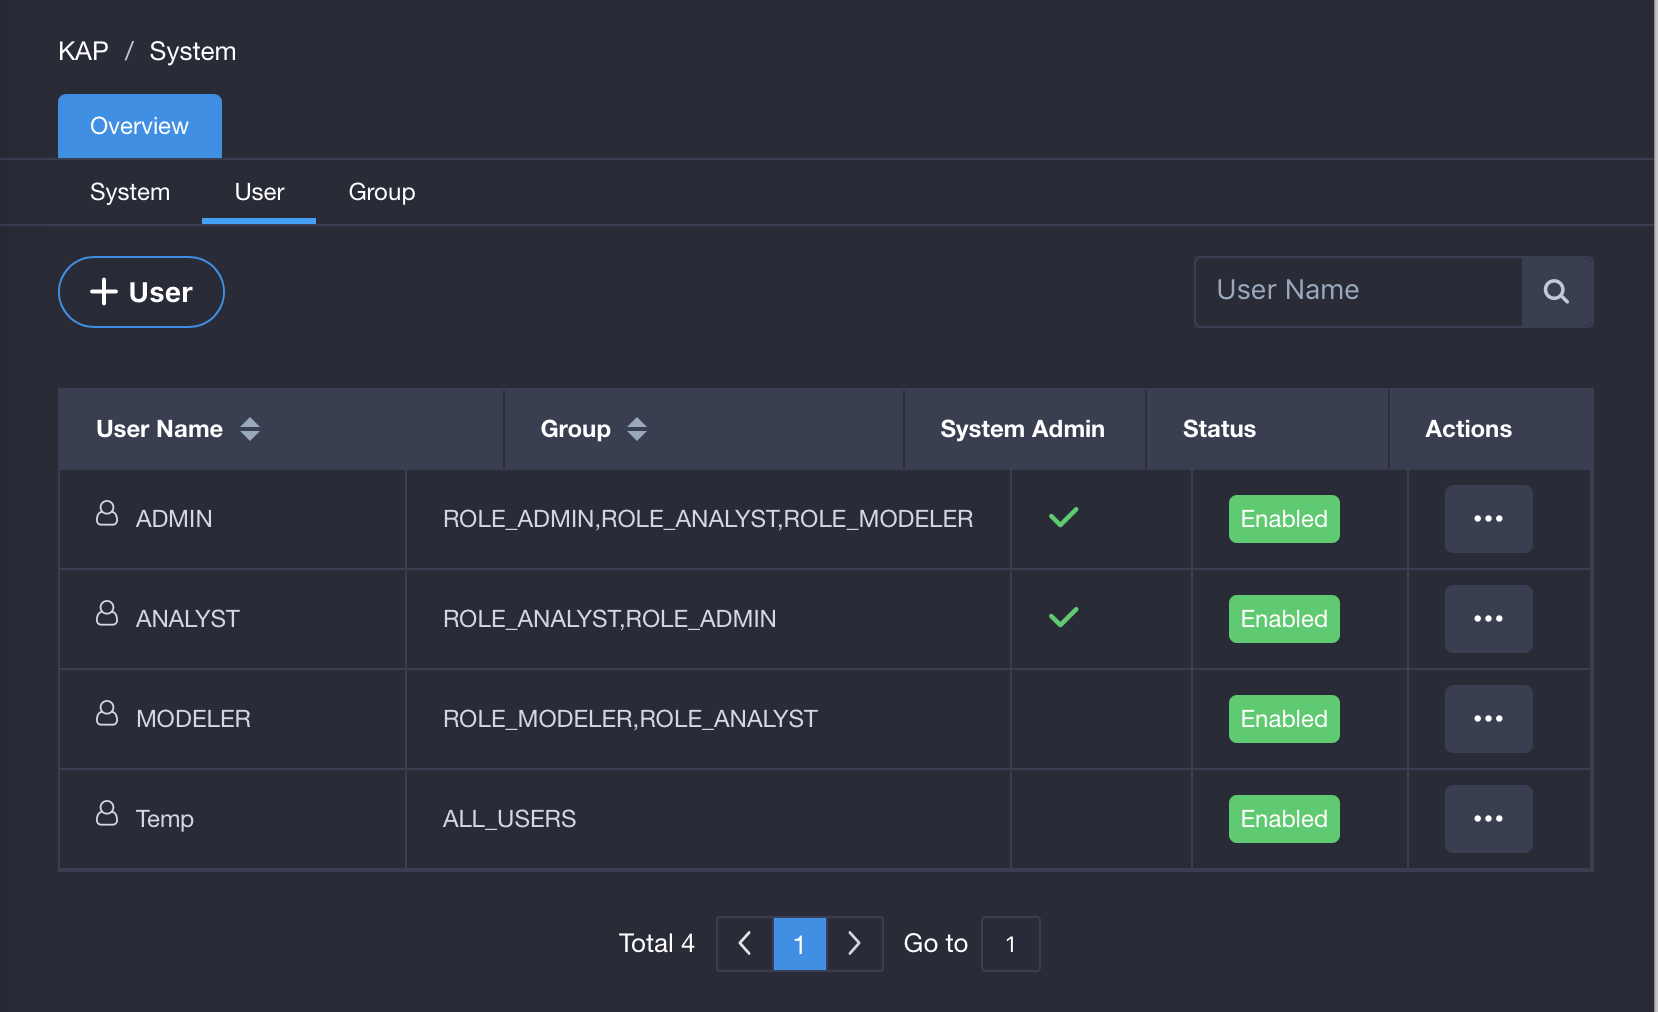 KAP / System
Overview
System User Group
+ User
User Name
User Name Group System Admin Status Actions
ADMIN ROLE_ADMIN,ROLE_ANALYST,ROLE_MODELER Enabled
ANALYST ROLE_ANALYST,ROLE_ADMIN Enabled
MODELER ROLE_MODELER,ROLE_ANALYST Enabled
Temp ALL_USERS Enabled
Total 4 1 Go to 1